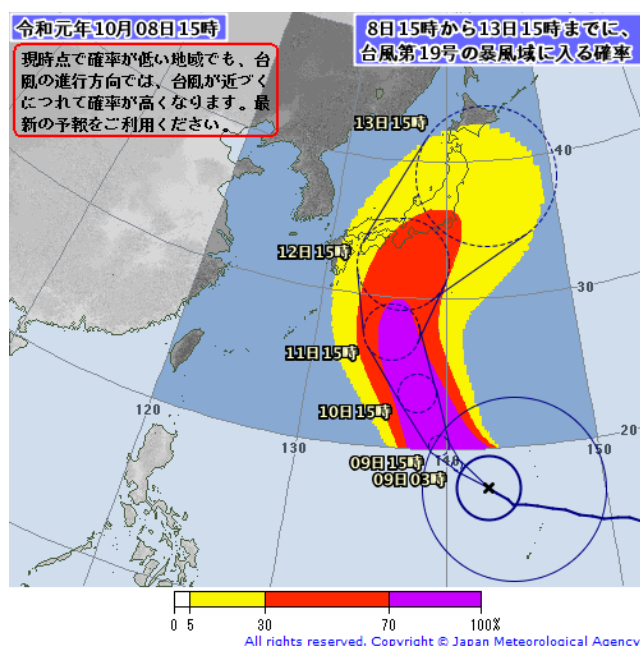 令和元年10月08日15時
8日15時から13日15時までに、
台風第19号の暴風域に入る確率
現時点で確率が低い地域でも、台
風の進行方向では、台風が近づく
につれて確率が高くなります。最
新の予報をご利用ください。
13日15時
40
12日15時
30
11日15時
10日15時
120
130
20
150
09日15時
140
09日03時
0 5 30 70 100%
All rights reserved. Copyright © Japan Meteorological Agency